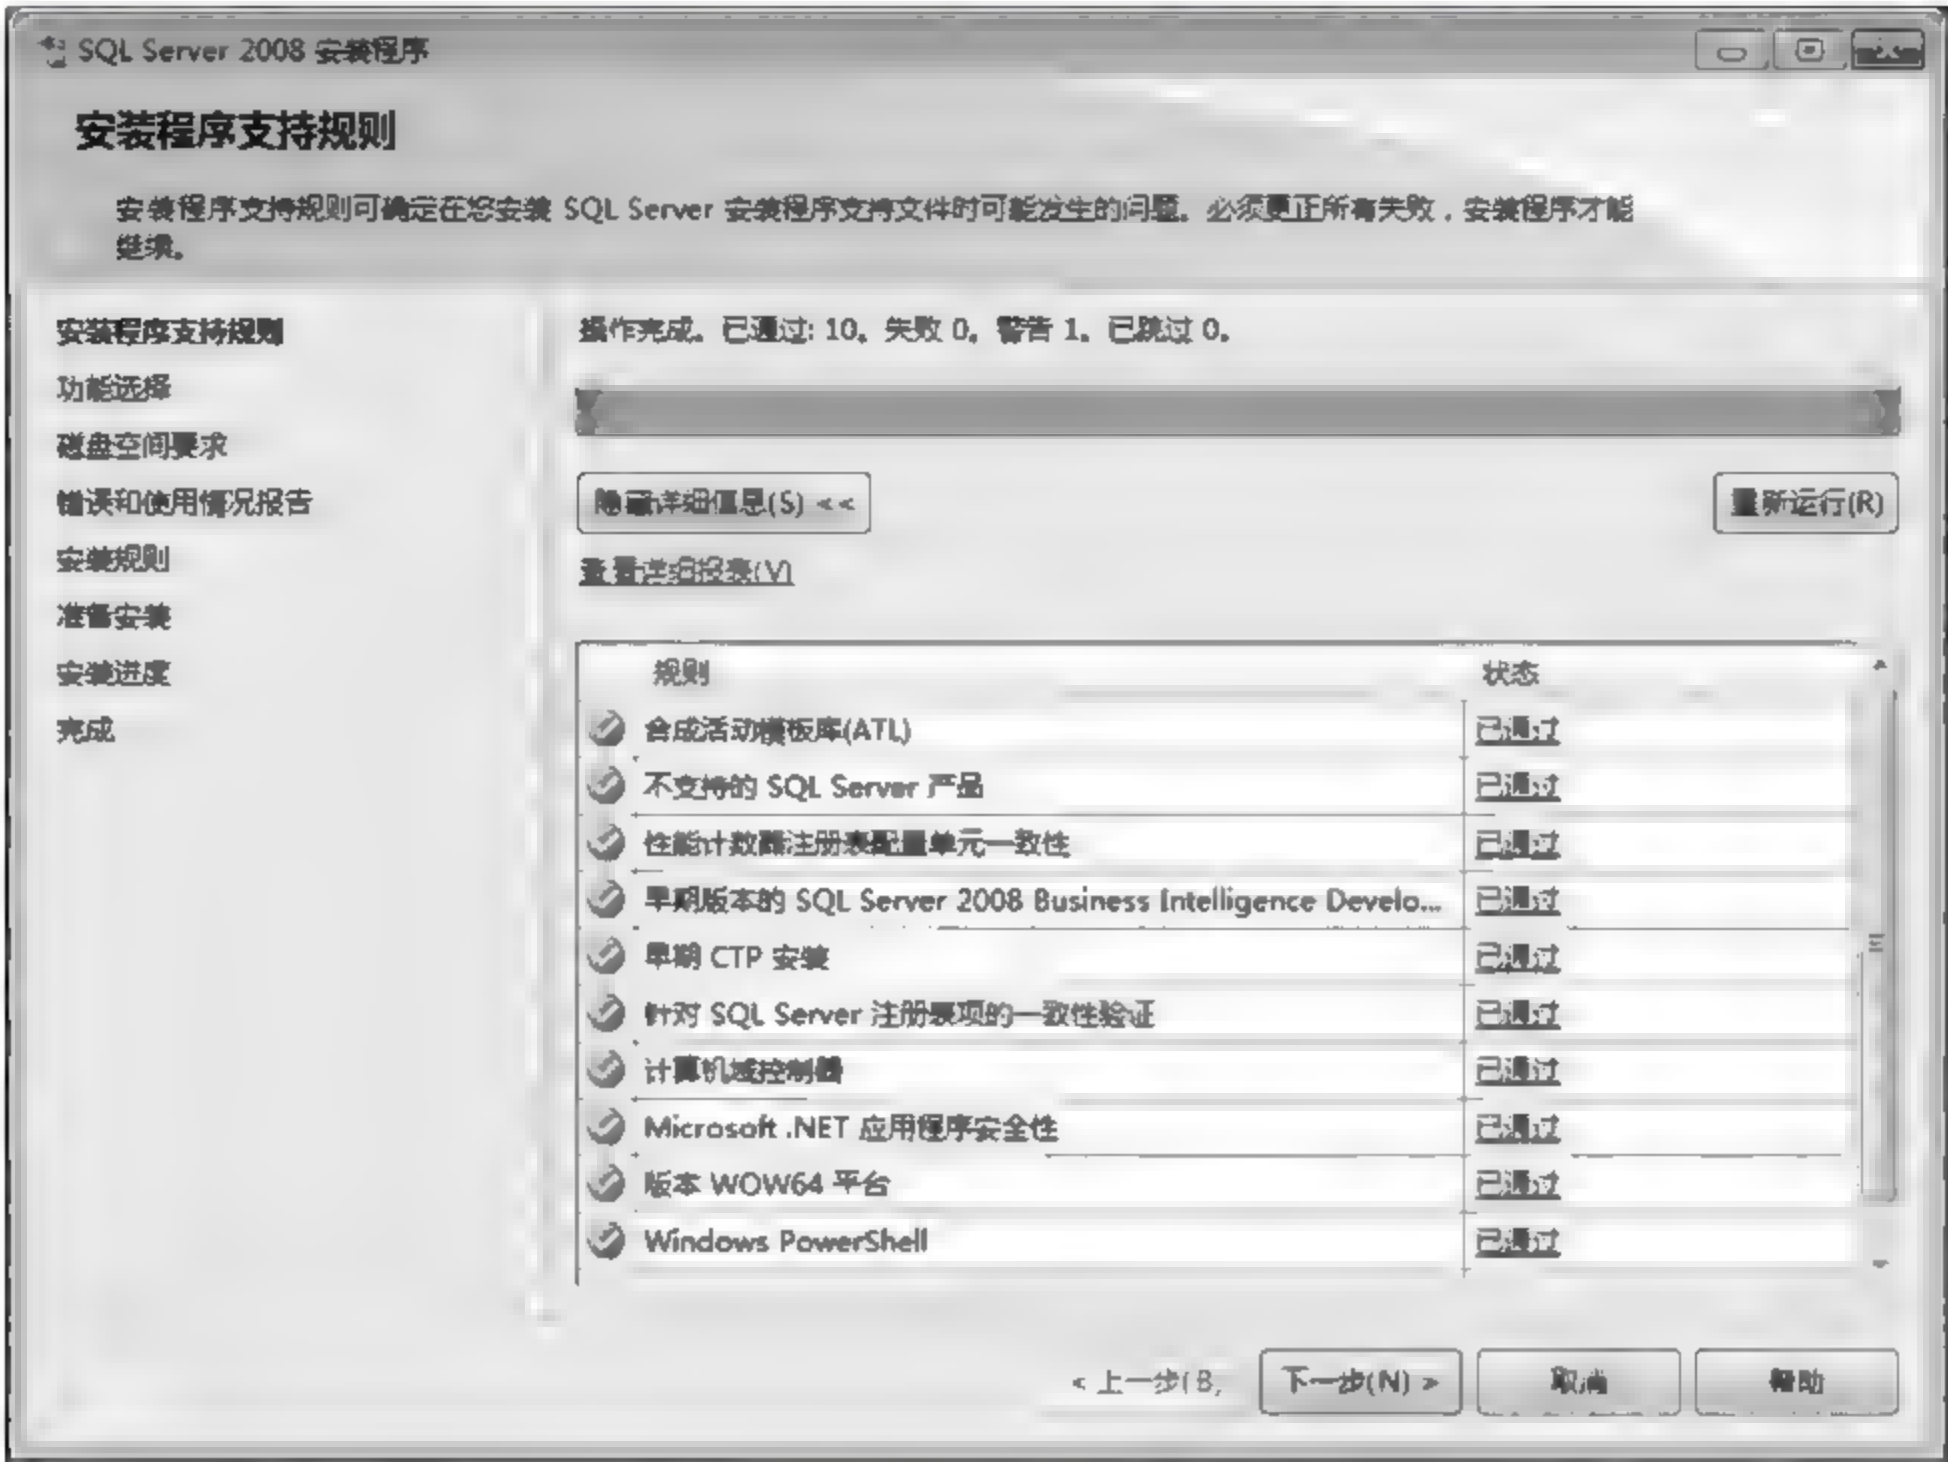 SQL Server 2008 安装程序
安装程序支持规则
安装程序支持规则可确定在您安装 SQL Server 安装程序支持文件时可能发生的问题。必须更正所有失败，安装程序才能
继续。
安装程序支持规则
功能选择
磁盘空间要求
错误和使用情况报告
安装规则
准备安装
安装进度
完成
操作完成。已通过: 10。失败 0。警告 1。已跳过 0。
隐藏详细信息(S) <<
重新运行(R)
查看详细报表(V)
规则 状态
合成活动模板库(ATL) 已通过
不支持的 SQL Server 产品 已通过
性能计数器注册表配置单元一致性 已通过
早期版本的 SQL Server 2008 Business Intelligence Develo... 已通过
早期 CTP 安装 已通过
针对 SQL Server 注册表项的一致性验证 已通过
计算机域控制器 已通过
Microsoft .NET 应用程序安全性 已通过
版本 WOW64 平台 已通过
Windows PowerShell 已通过
< 上一步(B) 下一步(N) > 取消 帮助